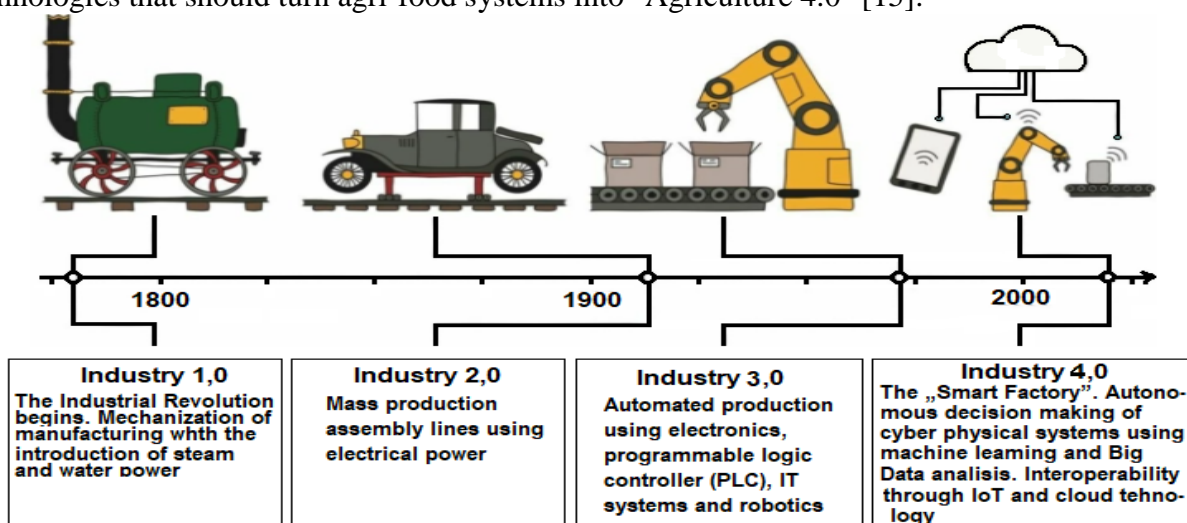 nologies that should turn agri-food systems into "Agriculture 4.0" [15].
1800
1900
2000
Industry 1,0
The Industrial Revolution
begins. Mechanization of
manufacturing whth the
introduction of steam
and water power
Industry 2,0
Mass production
assembly lines using
electrical power
Industry 3,0
Automated production
using electronics,
programmable logic
controller (PLC), IT
systems and robotics
Industry 4,0
The „Smart Factory”. Autono-
mous decision making of
cyber physical systems using
machine leaming and Big
Data analisis. Interoperability
through IoT and cloud tehno-
logy